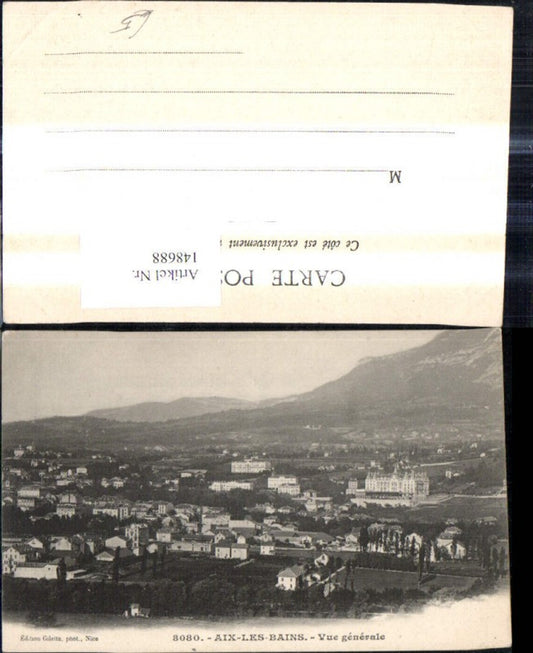 CARTE POS
Ce côté est exclusivement
M
Artikel Nr.
148688
Édition Giletta, phot., Nice
8080. - AIX-LES-BAINS. - Vue générale